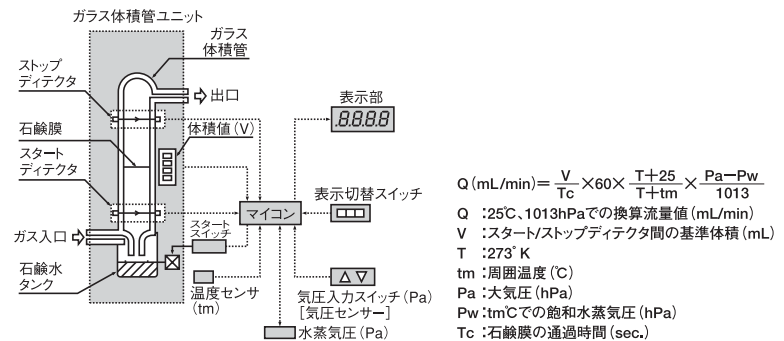 ガラス体積管ユニット
ガラス
体積管
ストップ
ディテクタ
出口
石鹸膜
体積値(V)
スタート
ディテクタ
ガス入口
スタート
スイッチ
石鹸水
タンク
温度センサ
(tm)
マイコン
表示部
8.8.8.8
表示切替スイッチ
△▽
気圧入力スイッチ(Pa)
[気圧センサー]
水蒸気圧(Pa)
Q(mL/min)=V/Tc×60×T+25/T+tm×Pa−Pw/1013
Q :25℃、1013hPaでの換算流量値(mL/min)
V :スタート/ストップディテクタ間の基準体積(mL)
T :273°K
tm:周囲温度(℃)
Pa:大気圧(hPa)
Pw:tm℃での飽和水蒸気圧(hPa)
Tc:石鹸膜の通過時間(sec.)